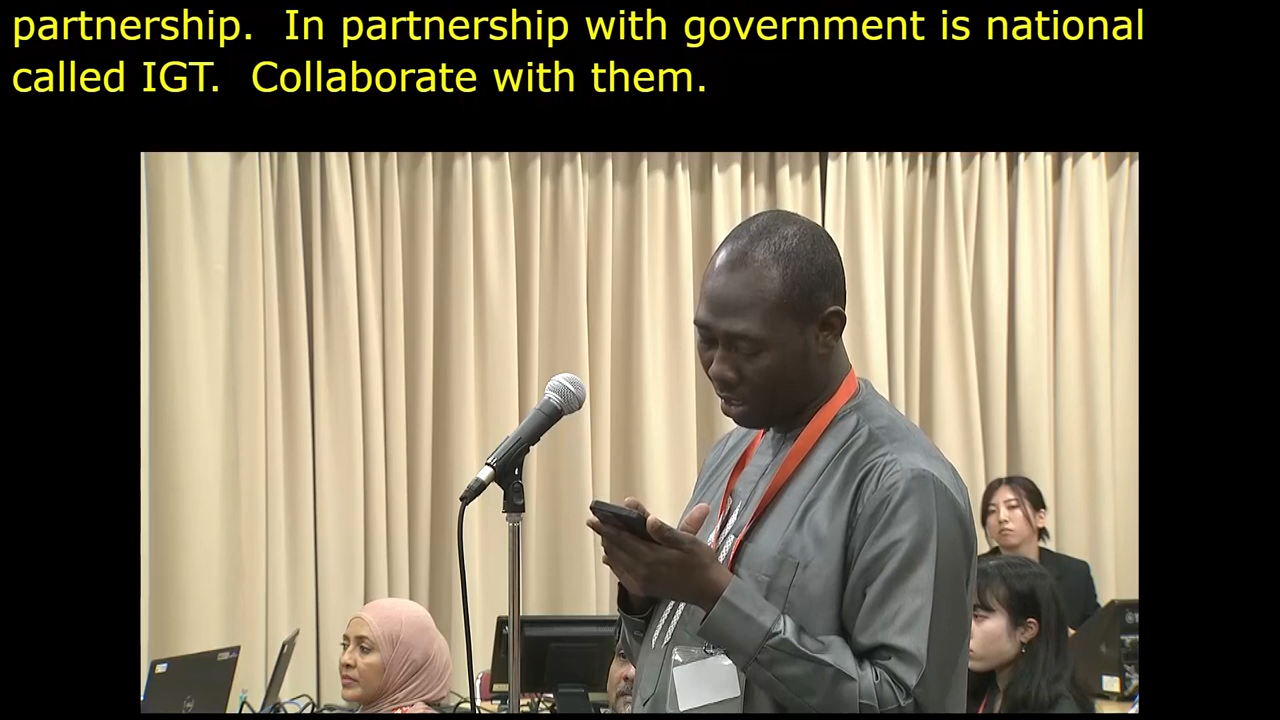 partnership.  In partnership with government is national
called IGT.  Collaborate with them.